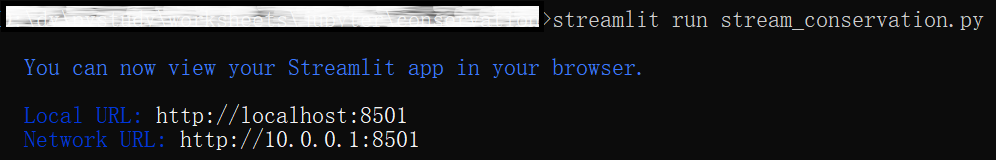 >streamlit run stream_conservation.py
You can now view your Streamlit app in your browser.
Local URL: http://localhost:8501
Network URL: http://10.0.0.1:8501